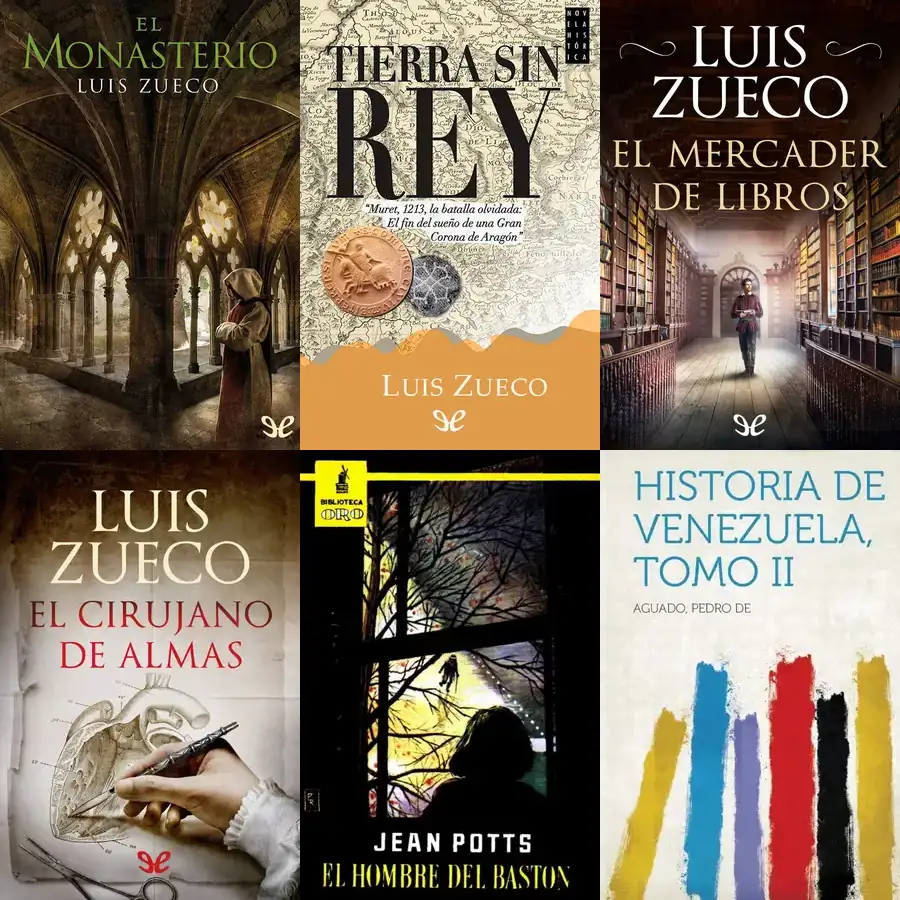 EL
MONASTERIO
LUIS ZUECO
TIERRA SIN
REY
NOVELA HISTÓRICA
“Muret, 1213, la batalla olvidada:
El fin del sueño de una Gran
Corona de Aragón”
LUIS ZUECO
LUIS
ZUECO
EL MERCADER
DE LIBROS
LUIS
ZUECO
EL CIRUJANO
DE ALMAS
BIBLIOTECA
ORO
JEAN POTTS
EL HOMBRE DEL BASTON
HISTORIA DE
VENEZUELA,
TOMO II
AGUADO, PEDRO DE